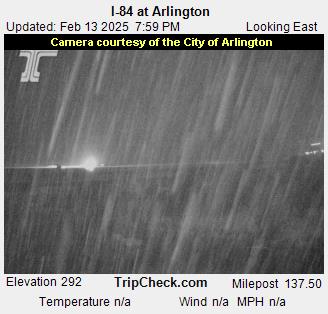 I-84 at Arlington
Updated: Feb 13 2025 7:59 PM Looking East
Camera courtesy of the City of Arlington
Elevation 292 TripCheck.com Milepost 137.50
Temperature n/a Wind n/a MPH n/a